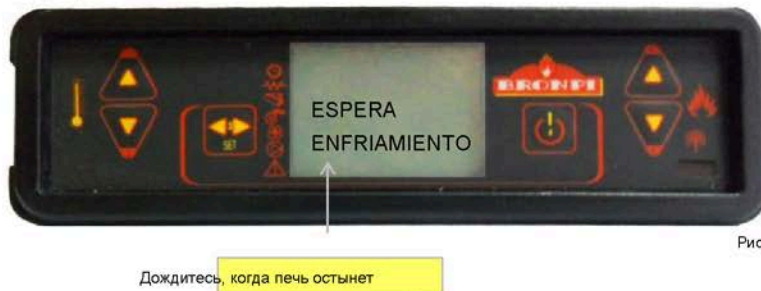 ESPERA
ENFRIAMIENTO
BRONPI
SET
Рис
Дождитесь, когда печь остынет